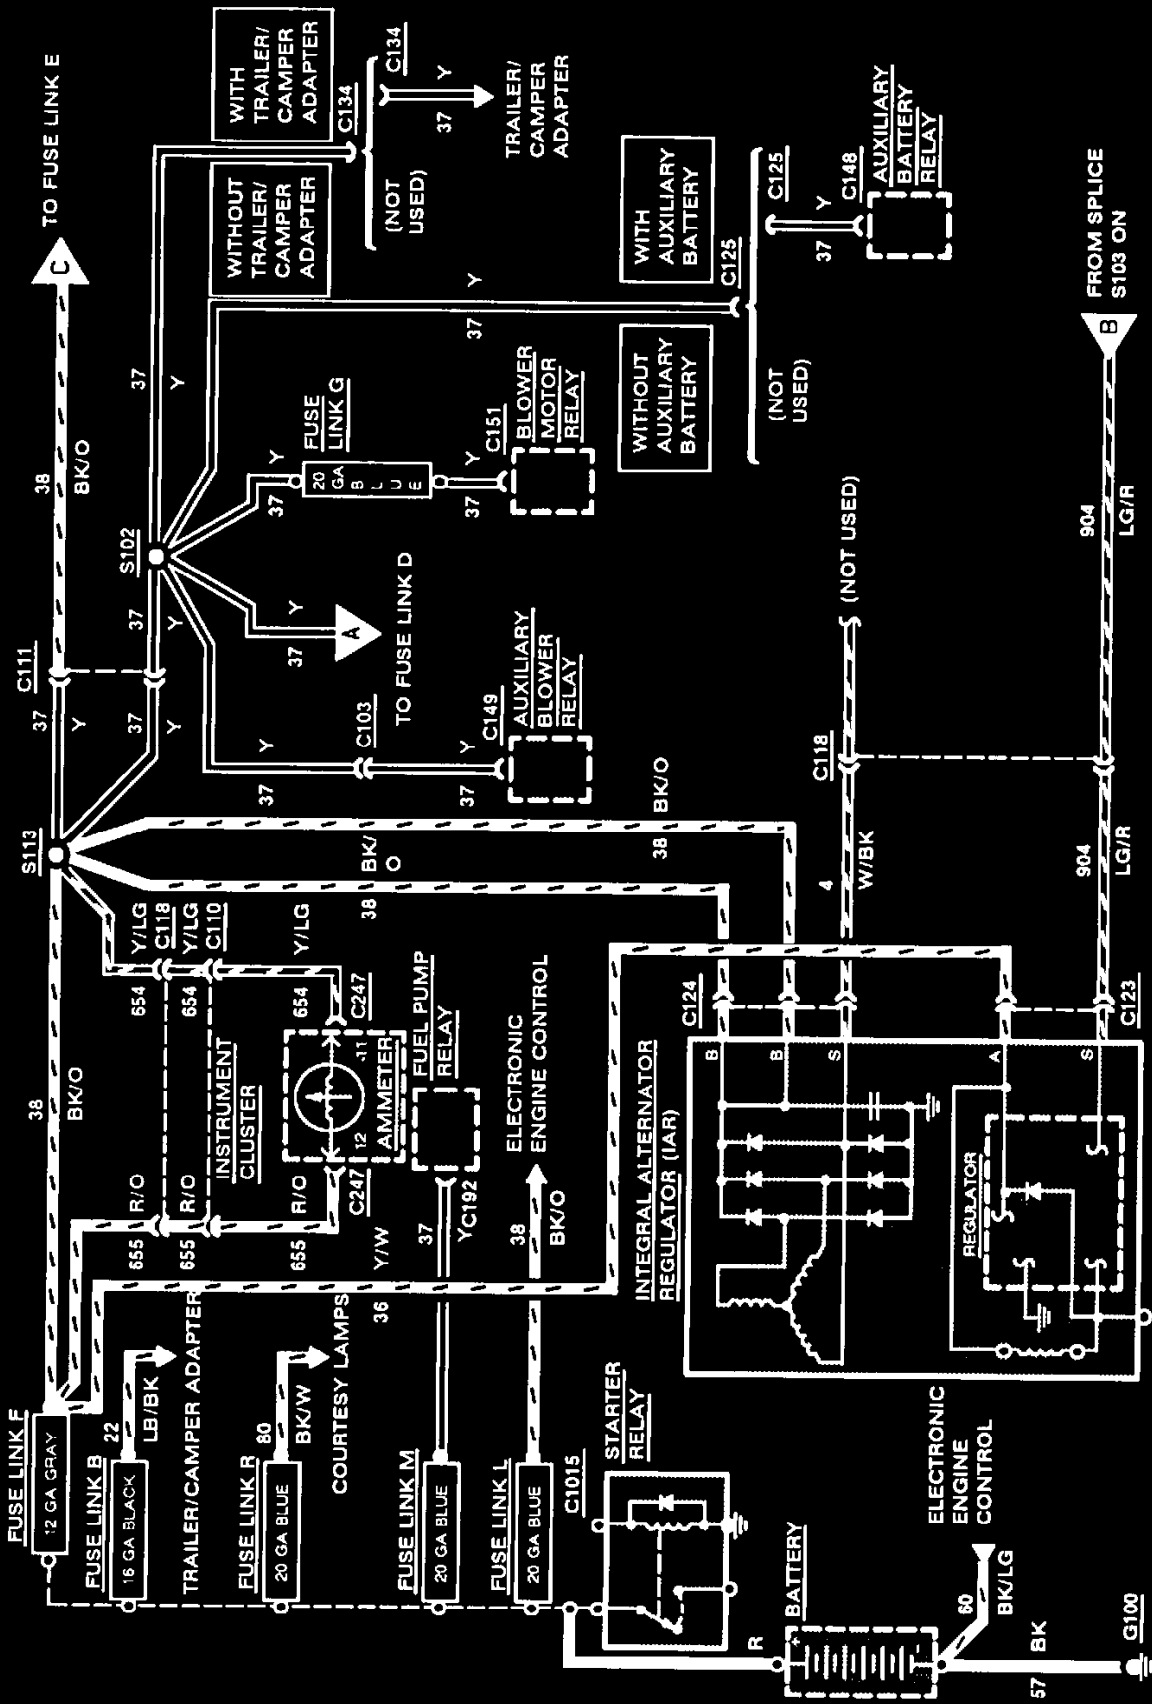 FUSE LINK F
12 GA GRAY
38
BK/O
S113
37
Y
C111
38
BK/O
C
TO FUSE LINK E
FUSE LINK B
16 GA BLACK
22
LB/BK
TRAILER/CAMPER ADAPTER
655
R/O
655
R/O
655
R/O
INSTRUMENT
CLUSTER
654
Y/LG
C118
654
Y/LG
C110
654
Y/LG
C247
C247
12
-11
AMMETER
37
Y
37
Y
S102
37
Y
WITH
TRAILER/
CAMPER
ADAPTER
C134
WITHOUT
TRAILER/
CAMPER
ADAPTER
(NOT
USED)
C134
37
Y
TRAILER/
CAMPER
ADAPTER
FUSE LINK R
20 GA BLUE
80
BK/W
COURTESY LAMPS
36
Y/W
38
BK/
O
37
Y
C103
37
Y
C149
AUXILIARY
BLOWER
RELAY
37
Y
A
TO FUSE LINK D
37
Y
FUSE
LINK G
20
GA
B
L
U
E
37
Y
C151
BLOWER
MOTOR
RELAY
37
Y
WITH
AUXILIARY
BATTERY
C125
WITHOUT
AUXILIARY
BATTERY
(NOT
USED)
C125
37
Y
C148
AUXILIARY
BATTERY
RELAY
FUSE LINK M
20 GA BLUE
37
Y
C192
FUEL PUMP
RELAY
FUSE LINK L
20 GA BLUE
38
BK/O
ELECTRONIC
ENGINE CONTROL
38
BK/O
C1015
STARTER
RELAY
INTEGRAL ALTERNATOR
REGULATOR (IAR)
C124
B
B
S
A
S
REGULATOR
C123
4
W/BK
C118
(NOT USED)
904
LG/R
904
LG/R
B
FROM SPLICE
S103 ON
R
BATTERY
+
-
60
BK/LG
ELECTRONIC
ENGINE
CONTROL
57
BK
G100